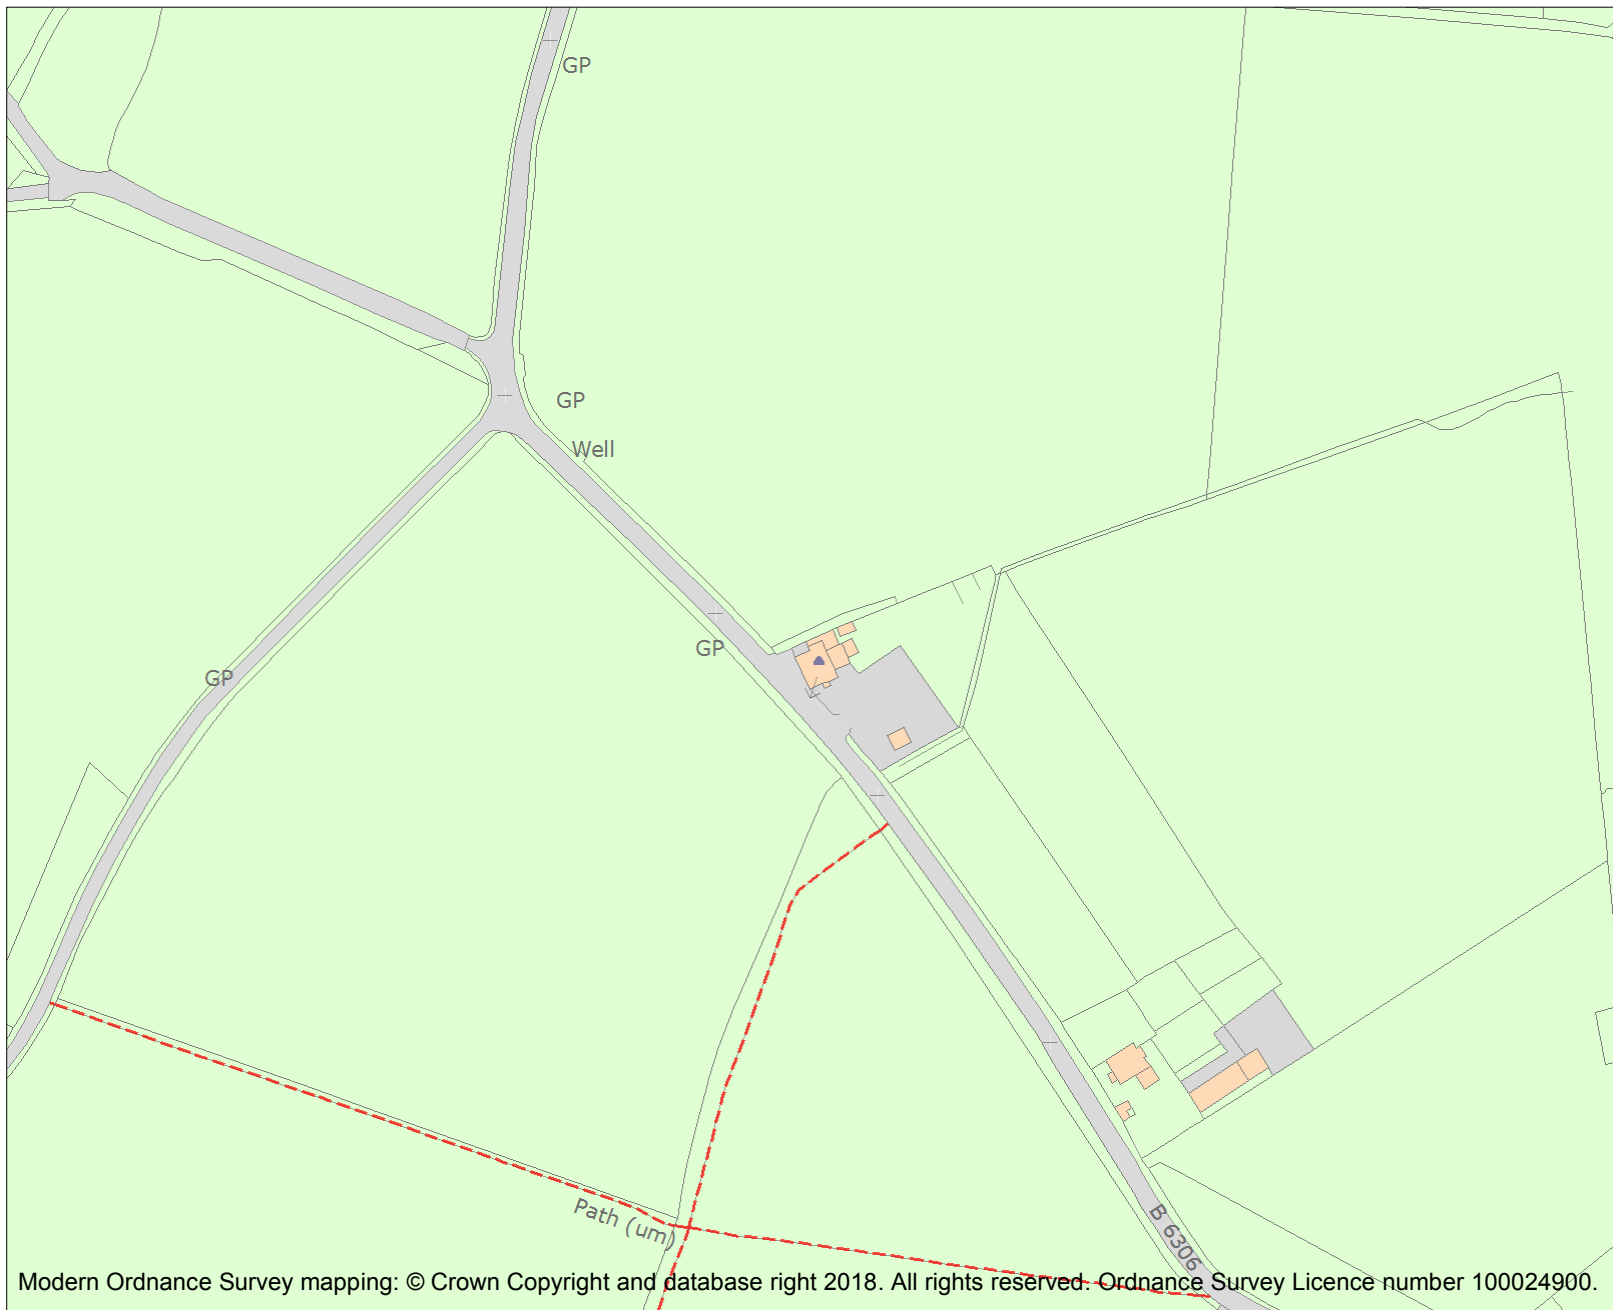 GP
GP
Well
GP
GP
Path (um)
B 6306
Modern Ordnance Survey mapping: © Crown Copyright and database right 2018. All rights reserved. Ordnance Survey Licence number 100024900.